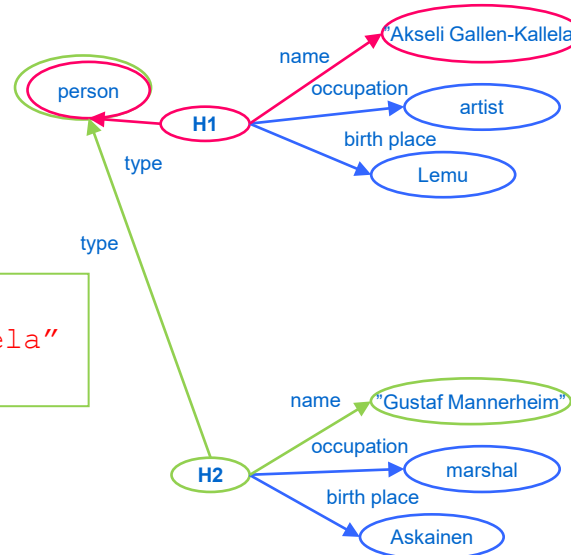 ”Akseli Gallen-Kallela
name
person
occupation
artist
H1
birth place
type
Lemu
type
ela”
name
”Gustaf Mannerheim”
occupation
H2
marshal
birth place
Askainen